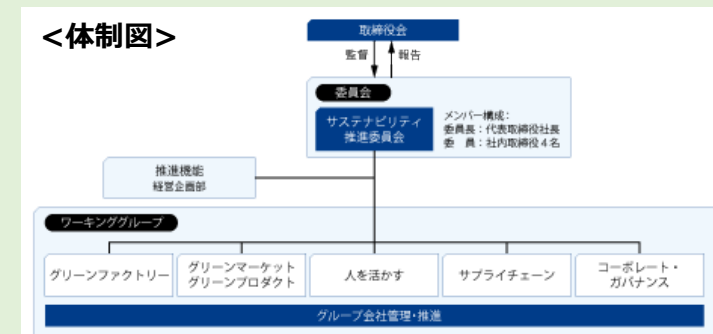 <体制図>
取締役会
監督 報告
委員会
サステナビリティ
推進委員会
メンバー構成:
委員長:代表取締役社長
委 員:社内取締役4名
推進機能
経営企画部
ワーキンググループ
グリーンファクトリー
グリーンマーケット
グリーンプロダクト
人を活かす
サプライチェーン
コーポレート・
ガバナンス
グループ会社管理・推進